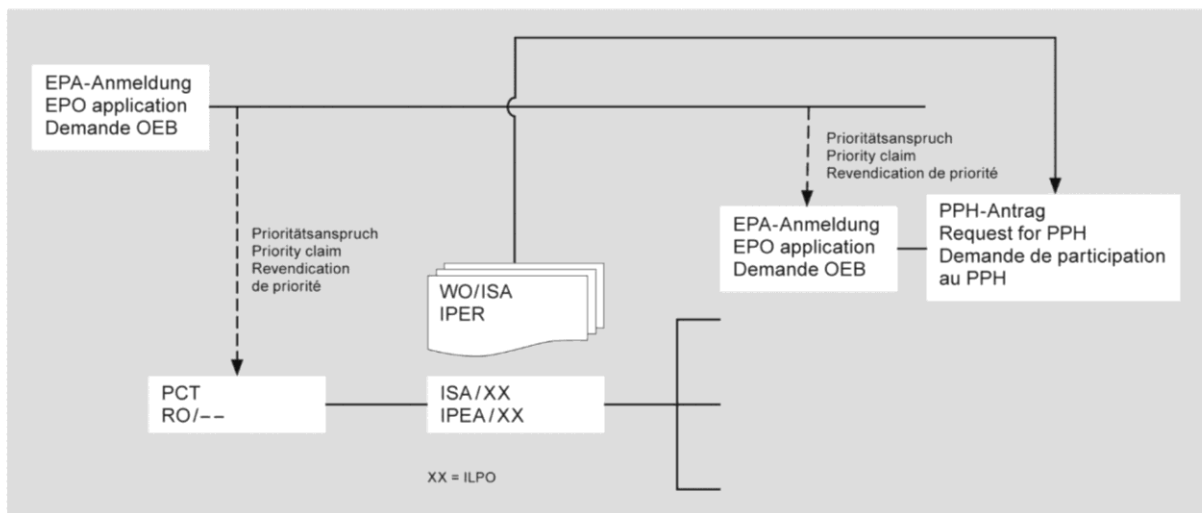 EPA-Anmeldung
EPO application
Demande OEB
Prioritätsanspruch
Priority claim
Revendication de priorité
EPA-Anmeldung
EPO application
Demande OEB
PPH-Antrag
Request for PPH
Demande de participation
au PPH
Prioritätsanspruch
Priority claim
Revendication
de priorité
WO/ISA
IPER
PCT
RO/––
ISA/XX
IPEA/XX
XX = ILPO